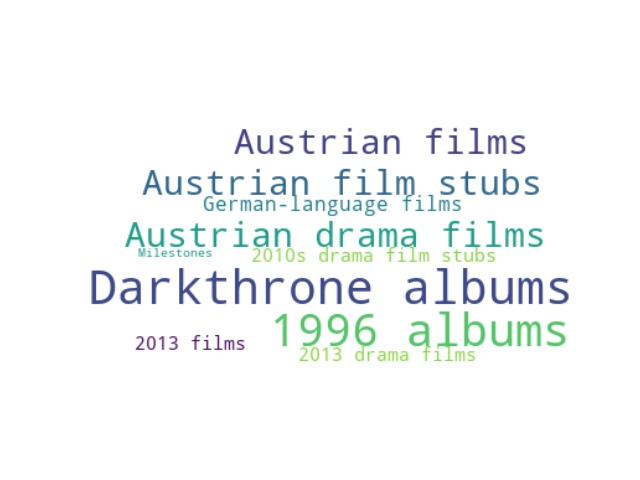 Austrian films
Austrian film stubs
German-language films
Austrian drama films
Milestones
2010s drama film stubs
Darkthrone albums
1996 albums
2013 films
2013 drama films